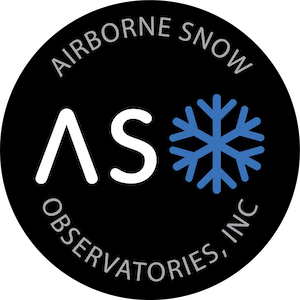 AIRBORNE SNOW
ΛS
OBSERVATORIES, INC